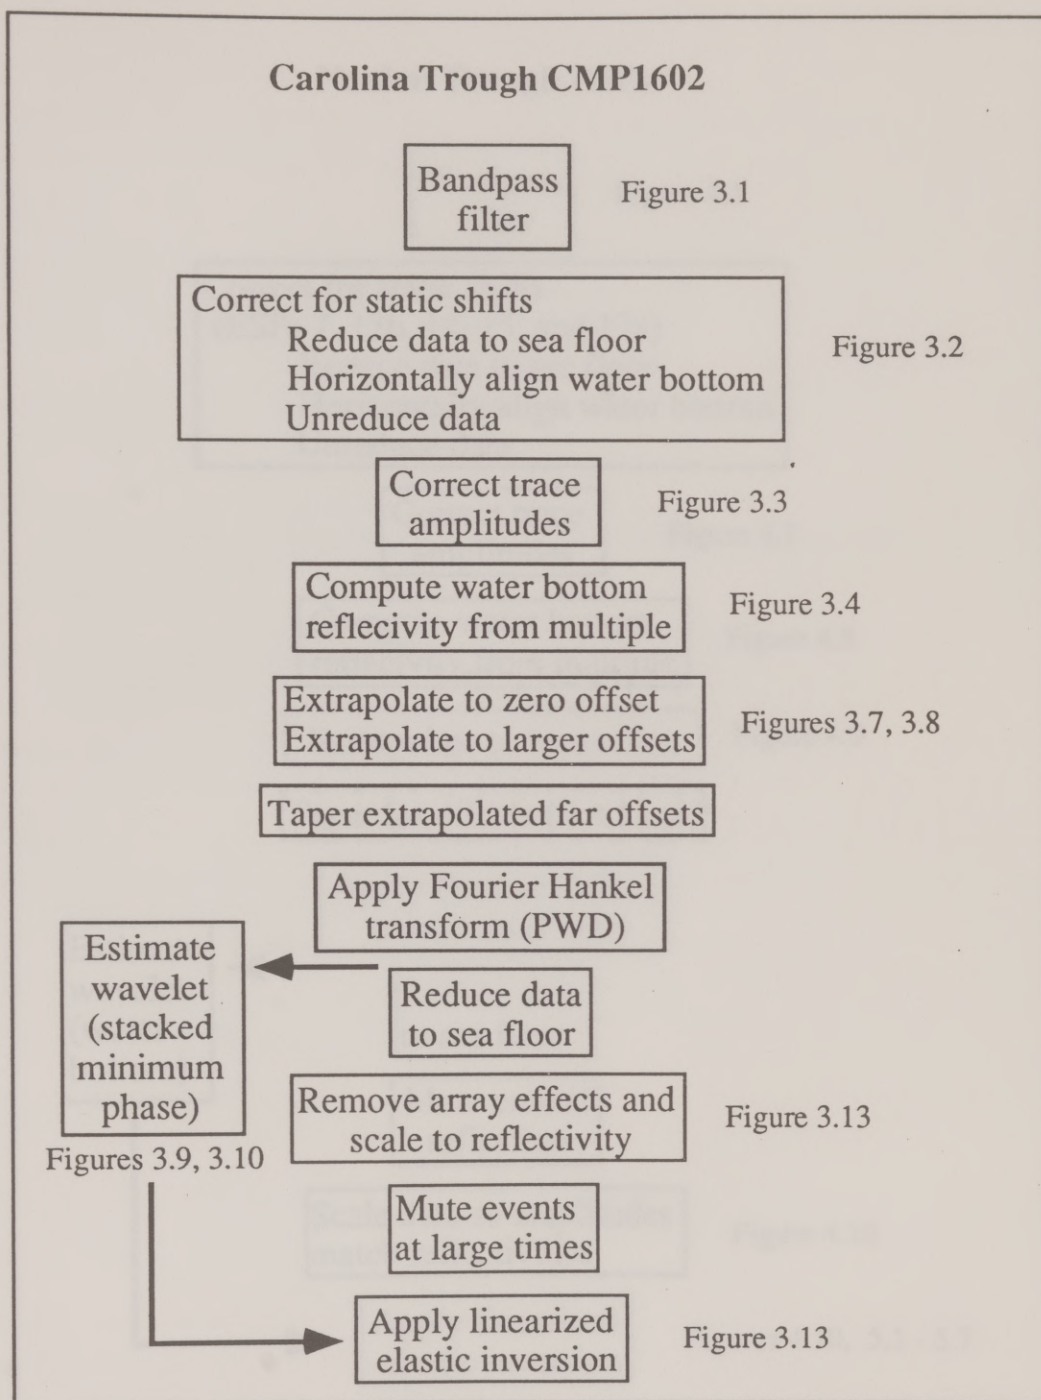 Carolina Trough CMP1602
Bandpass
filter
Figure 3.1
Correct for static shifts
Reduce data to sea floor
Horizontally align water bottom
Unreduce data
Figure 3.2
Correct trace
amplitudes
Figure 3.3
Compute water bottom
reflecivity from multiple
Figure 3.4
Extrapolate to zero offset
Extrapolate to larger offsets
Figures 3.7, 3.8
Taper extrapolated far offsets
Apply Fourier Hankel
transform (PWD)
Estimate
wavelet
(stacked
minimum
phase)
Figures 3.9, 3.10
Reduce data
to sea floor
Remove array effects and
scale to reflectivity
Figure 3.13
Mute events
at large times
Apply linearized
elastic inversion
Figure 3.13